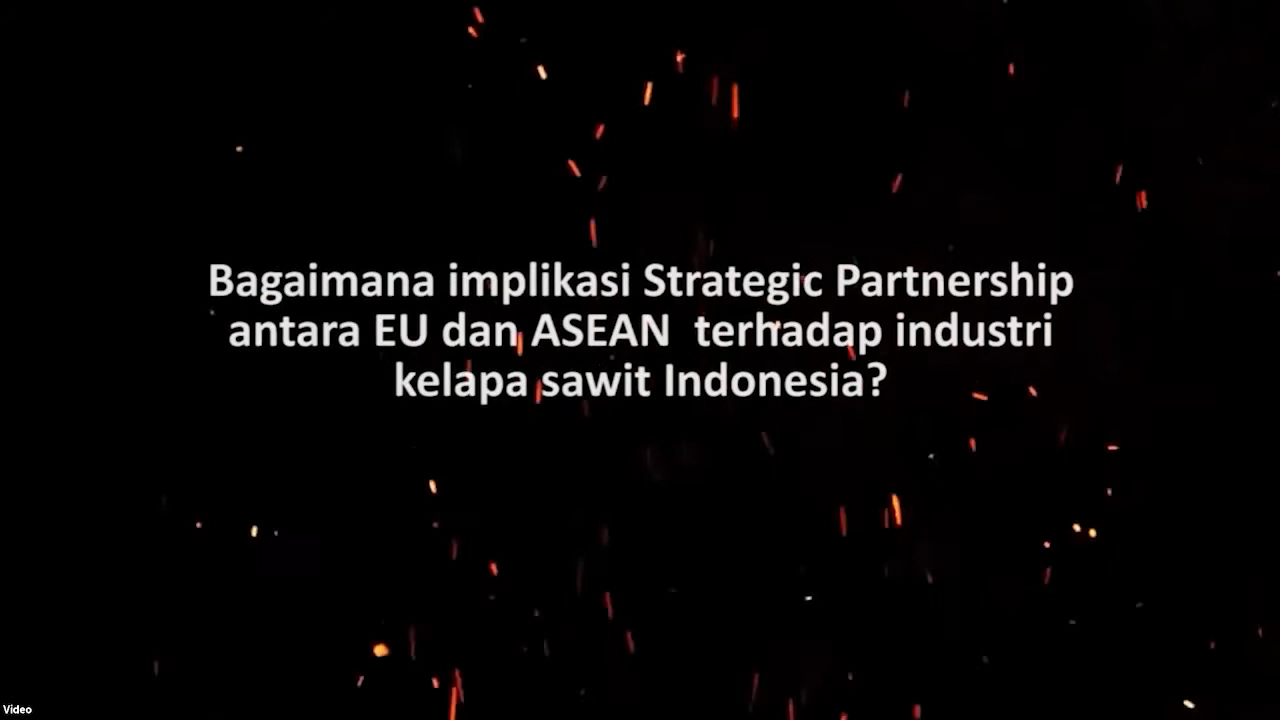 Bagaimana implikasi Strategic Partnership
antara EU dan ASEAN  terhadap industri
kelapa sawit Indonesia?
Video